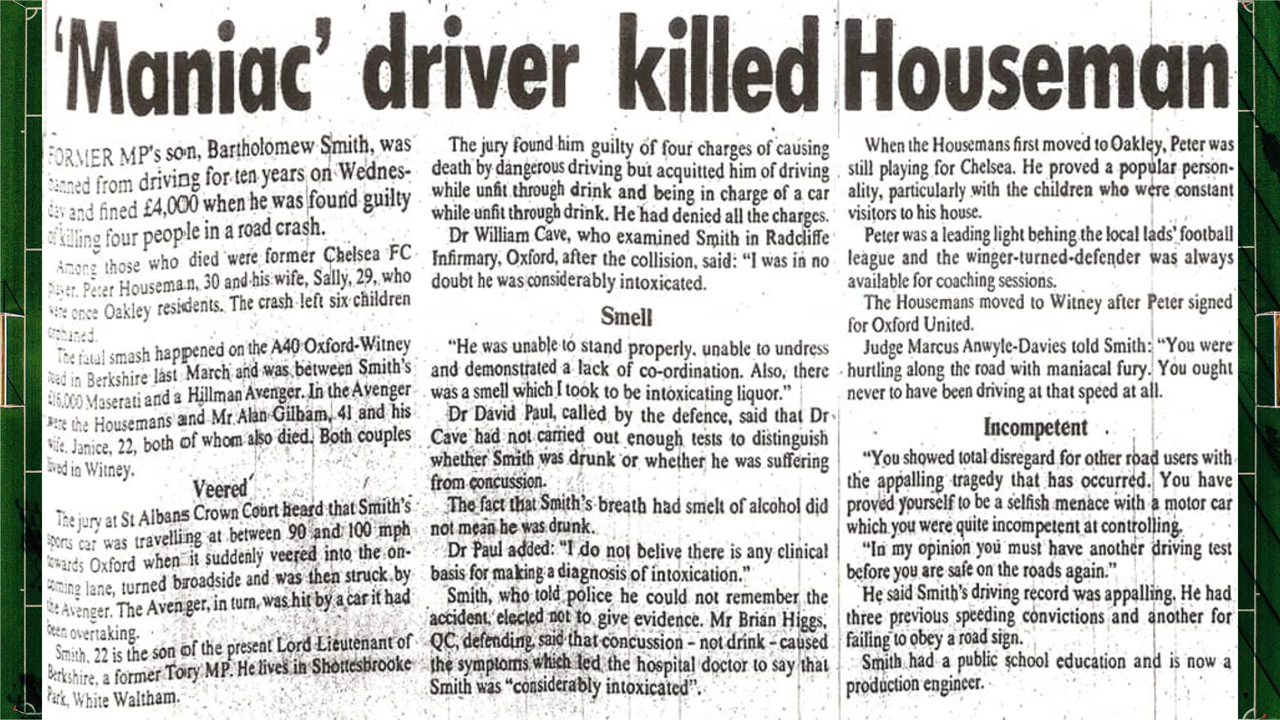 'Maniac' driver killed Houseman
FORMER MP's son, Bartholomew Smith, was
banned from driving for ten years on Wednes-
day and fined £4,000 when he was found guilty
of killing four people in a road crash.
Among those who died were former Chelsea FC
player, Peter Houseman, 30 and his wife, Sally, 29, who
were once Oakley residents. The crash left six children
orphaned.
The fatal smash happened on the A40 Oxford-Witney
road in Berkshire last March and was between Smith's
£16,000 Maserati and a Hillman Avenger. In the Avenger
were the Housemans and Mr Alan Gilham, 41 and his
wife, Janice, 22, both of whom also died. Both couples
lived in Witney.
Veered
The jury at St Albans Crown Court heard that Smith's
sports car was travelling at between 90 and 100 mph
towards Oxford when it suddenly veered into the on-
coming lane, turned broadside and was then struck by
the Avenger. The Avenger, in turn, was hit by a car it had
been overtaking.
Smith, 22 is the son of the present Lord Lieutenant of
Berkshire, a former Tory MP. He lives in Shottesbrooke
Park, White Waltham.
The jury found him guilty of four charges of causing
death by dangerous driving but acquitted him of driving
while unfit through drink and being in charge of a car
while unfit through drink. He had denied all the charges.
Dr William Cave, who examined Smith in Radcliffe
Infirmary, Oxford, after the collision, said: “I was in no
doubt he was considerably intoxicated.
Smell
“He was unable to stand properly, unable to undress
and demonstrated a lack of co-ordination. Also, there
was a smell which I took to be intoxicating liquor.”
Dr David Paul, called by the defence, said that Dr
Cave had not carried out enough tests to distinguish
whether Smith was drunk or whether he was suffering
from concussion.
The fact that Smith's breath had smelt of alcohol did
not mean he was drunk.
Dr Paul added: “I do not belive there is any clinical
basis for making a diagnosis of intoxication.”
Smith, who told police he could not remember the
accident, elected not to give evidence. Mr Brian Higgs,
QC, defending, said that concussion - not drink - caused
the symptoms which led the hospital doctor to say that
Smith was “considerably intoxicated”.
When the Housemans first moved to Oakley, Peter was
still playing for Chelsea. He proved a popular person-
ality, particularly with the children who were constant
visitors to his house.
Peter was a leading light behing the local lads' football
league and the winger-turned-defender was always
available for coaching sessions.
The Housemans moved to Witney after Peter signed
for Oxford United.
Judge Marcus Anwyle-Davies told Smith: “You were
hurtling along the road with maniacal fury. You ought
never to have been driving at that speed at all.
Incompetent
“You showed total disregard for other road users with
the appalling tragedy that has occurred. You have
proved yourself to be a selfish menace with a motor car
which you were quite incompetent at controlling.
“In my opinion you must have another driving test
before you are safe on the roads again.”
He said Smith's driving record was appalling. He had
three previous speeding convictions and another for
failing to obey a road sign.
Smith had a public school education and is now a
production engineer.